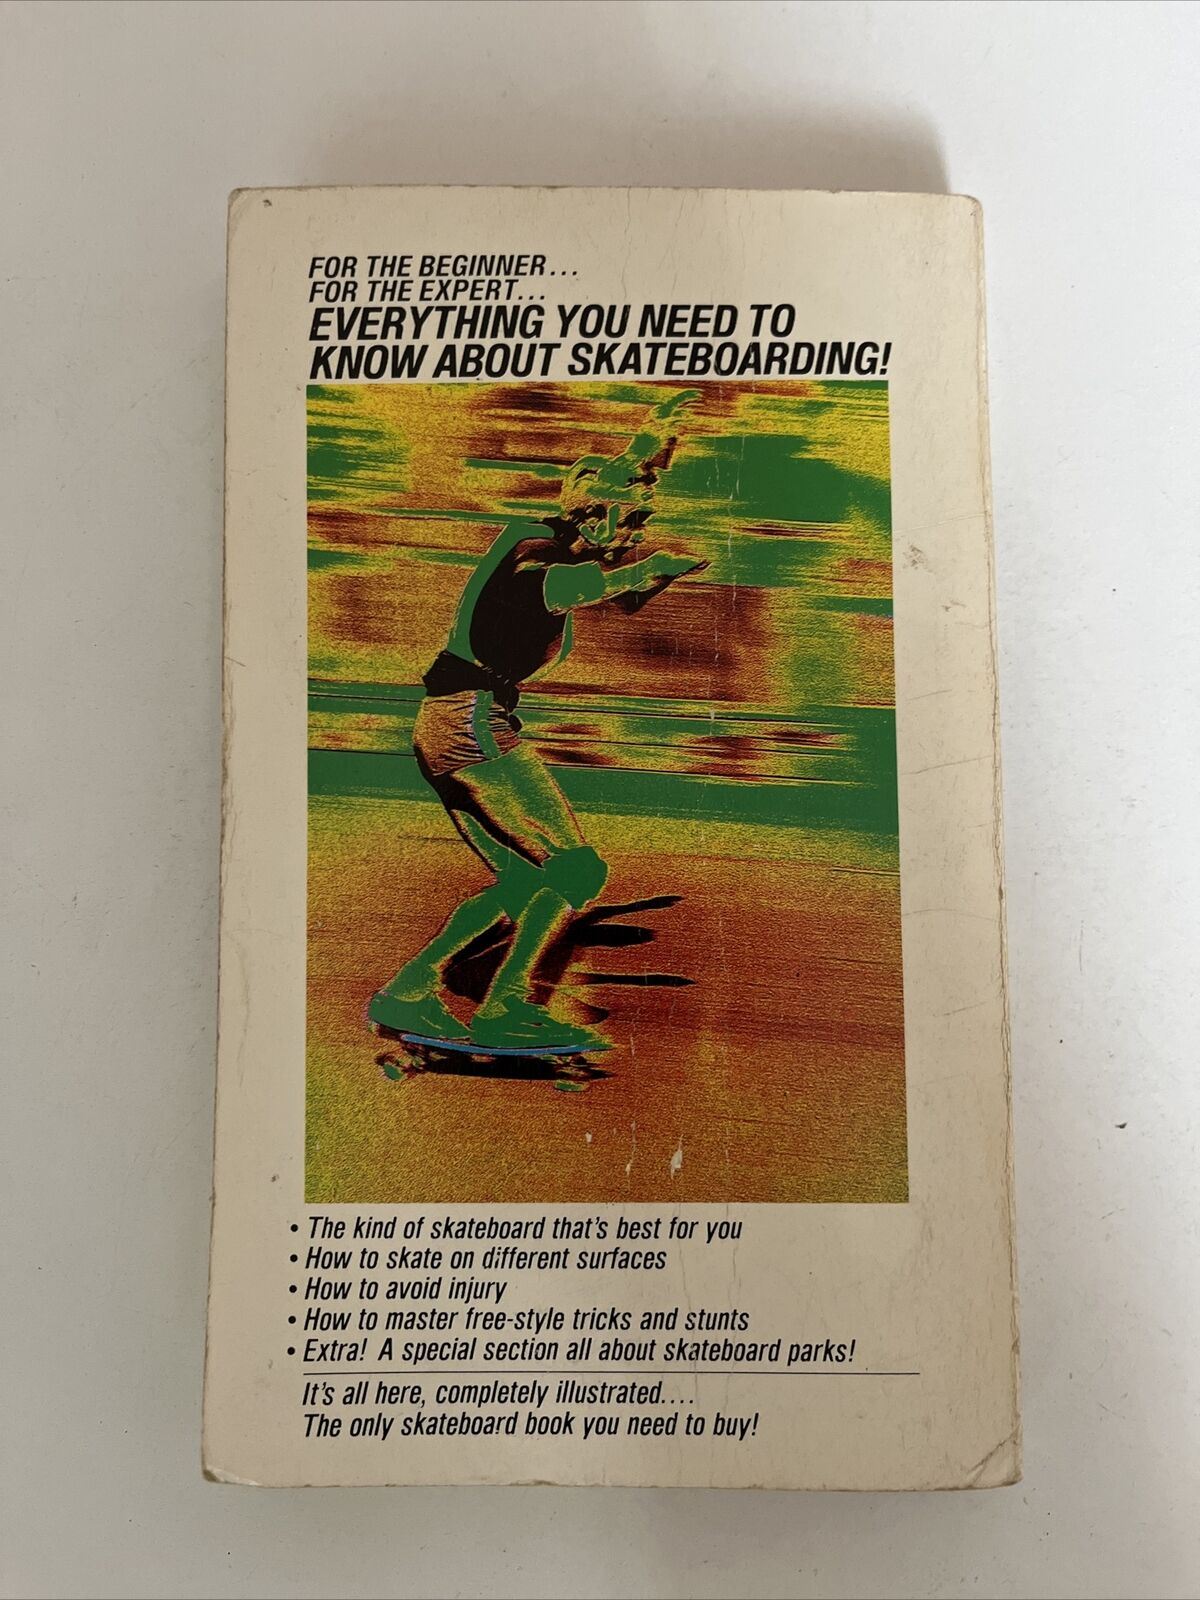 FOR THE BEGINNER...
FOR THE EXPERT...
EVERYTHING YOU NEED TO
KNOW ABOUT SKATEBOARDING!
• The kind of skateboard that's best for you
• How to skate on different surfaces
• How to avoid injury
• How to master free-style tricks and stunts
• Extra! A special section all about skateboard parks!
It's all here, completely illustrated....
The only skateboard book you need to buy!